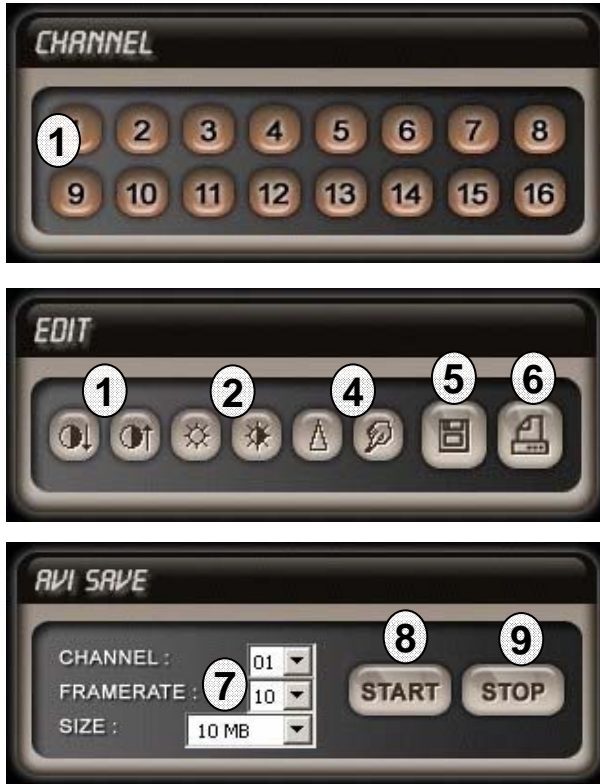 CHANNEL
1 2 3 4 5 6 7 8
9 10 11 12 13 14 15 16
EDIT
1 2 4 5 6
AVI SAVE
CHANNEL : 01
FRAMERATE : 7 10
SIZE : 10 MB
8 9
START STOP